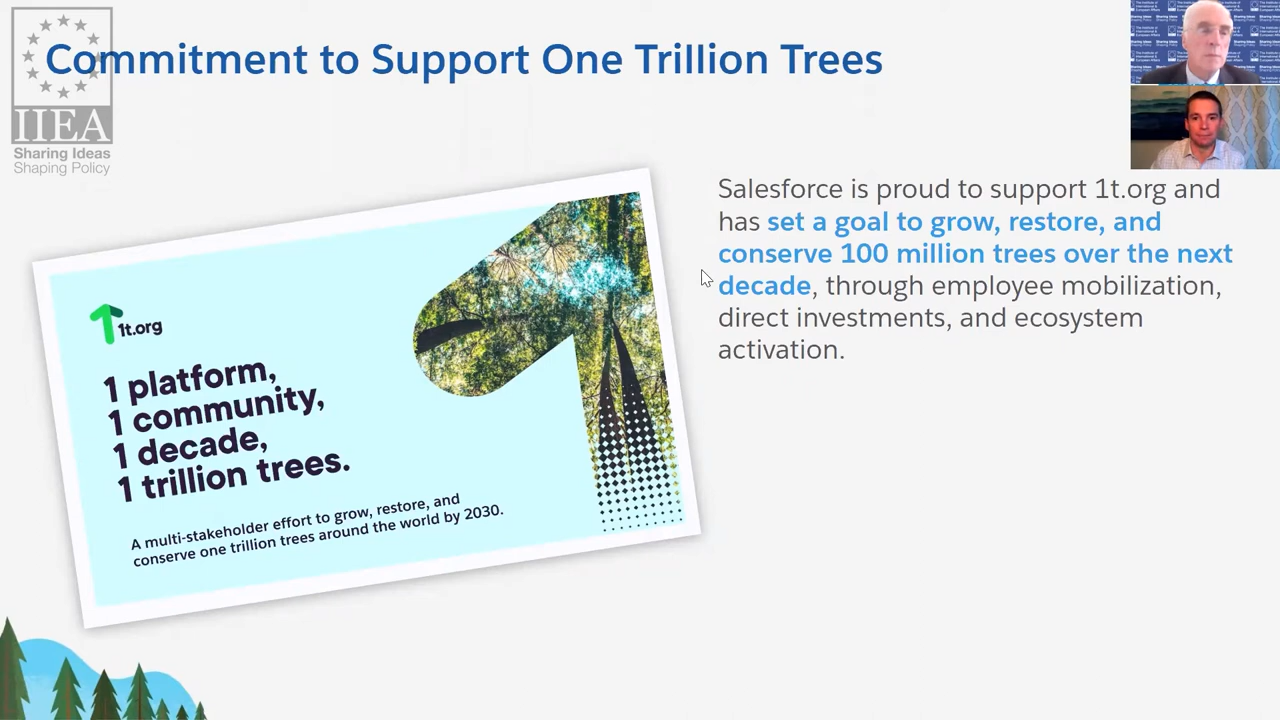 Commitment to Support One Trillion Trees
IIEA
Sharing Ideas
Shaping Policy
Salesforce is proud to support 1t.org and
has set a goal to grow, restore, and
conserve 100 million trees over the next
decade, through employee mobilization,
direct investments, and ecosystem
activation.
1t.org
1 platform,
1 community,
1 decade,
1 trillion trees.
A multi-stakeholder effort to grow, restore, and
conserve one trillion trees around the world by 2030.